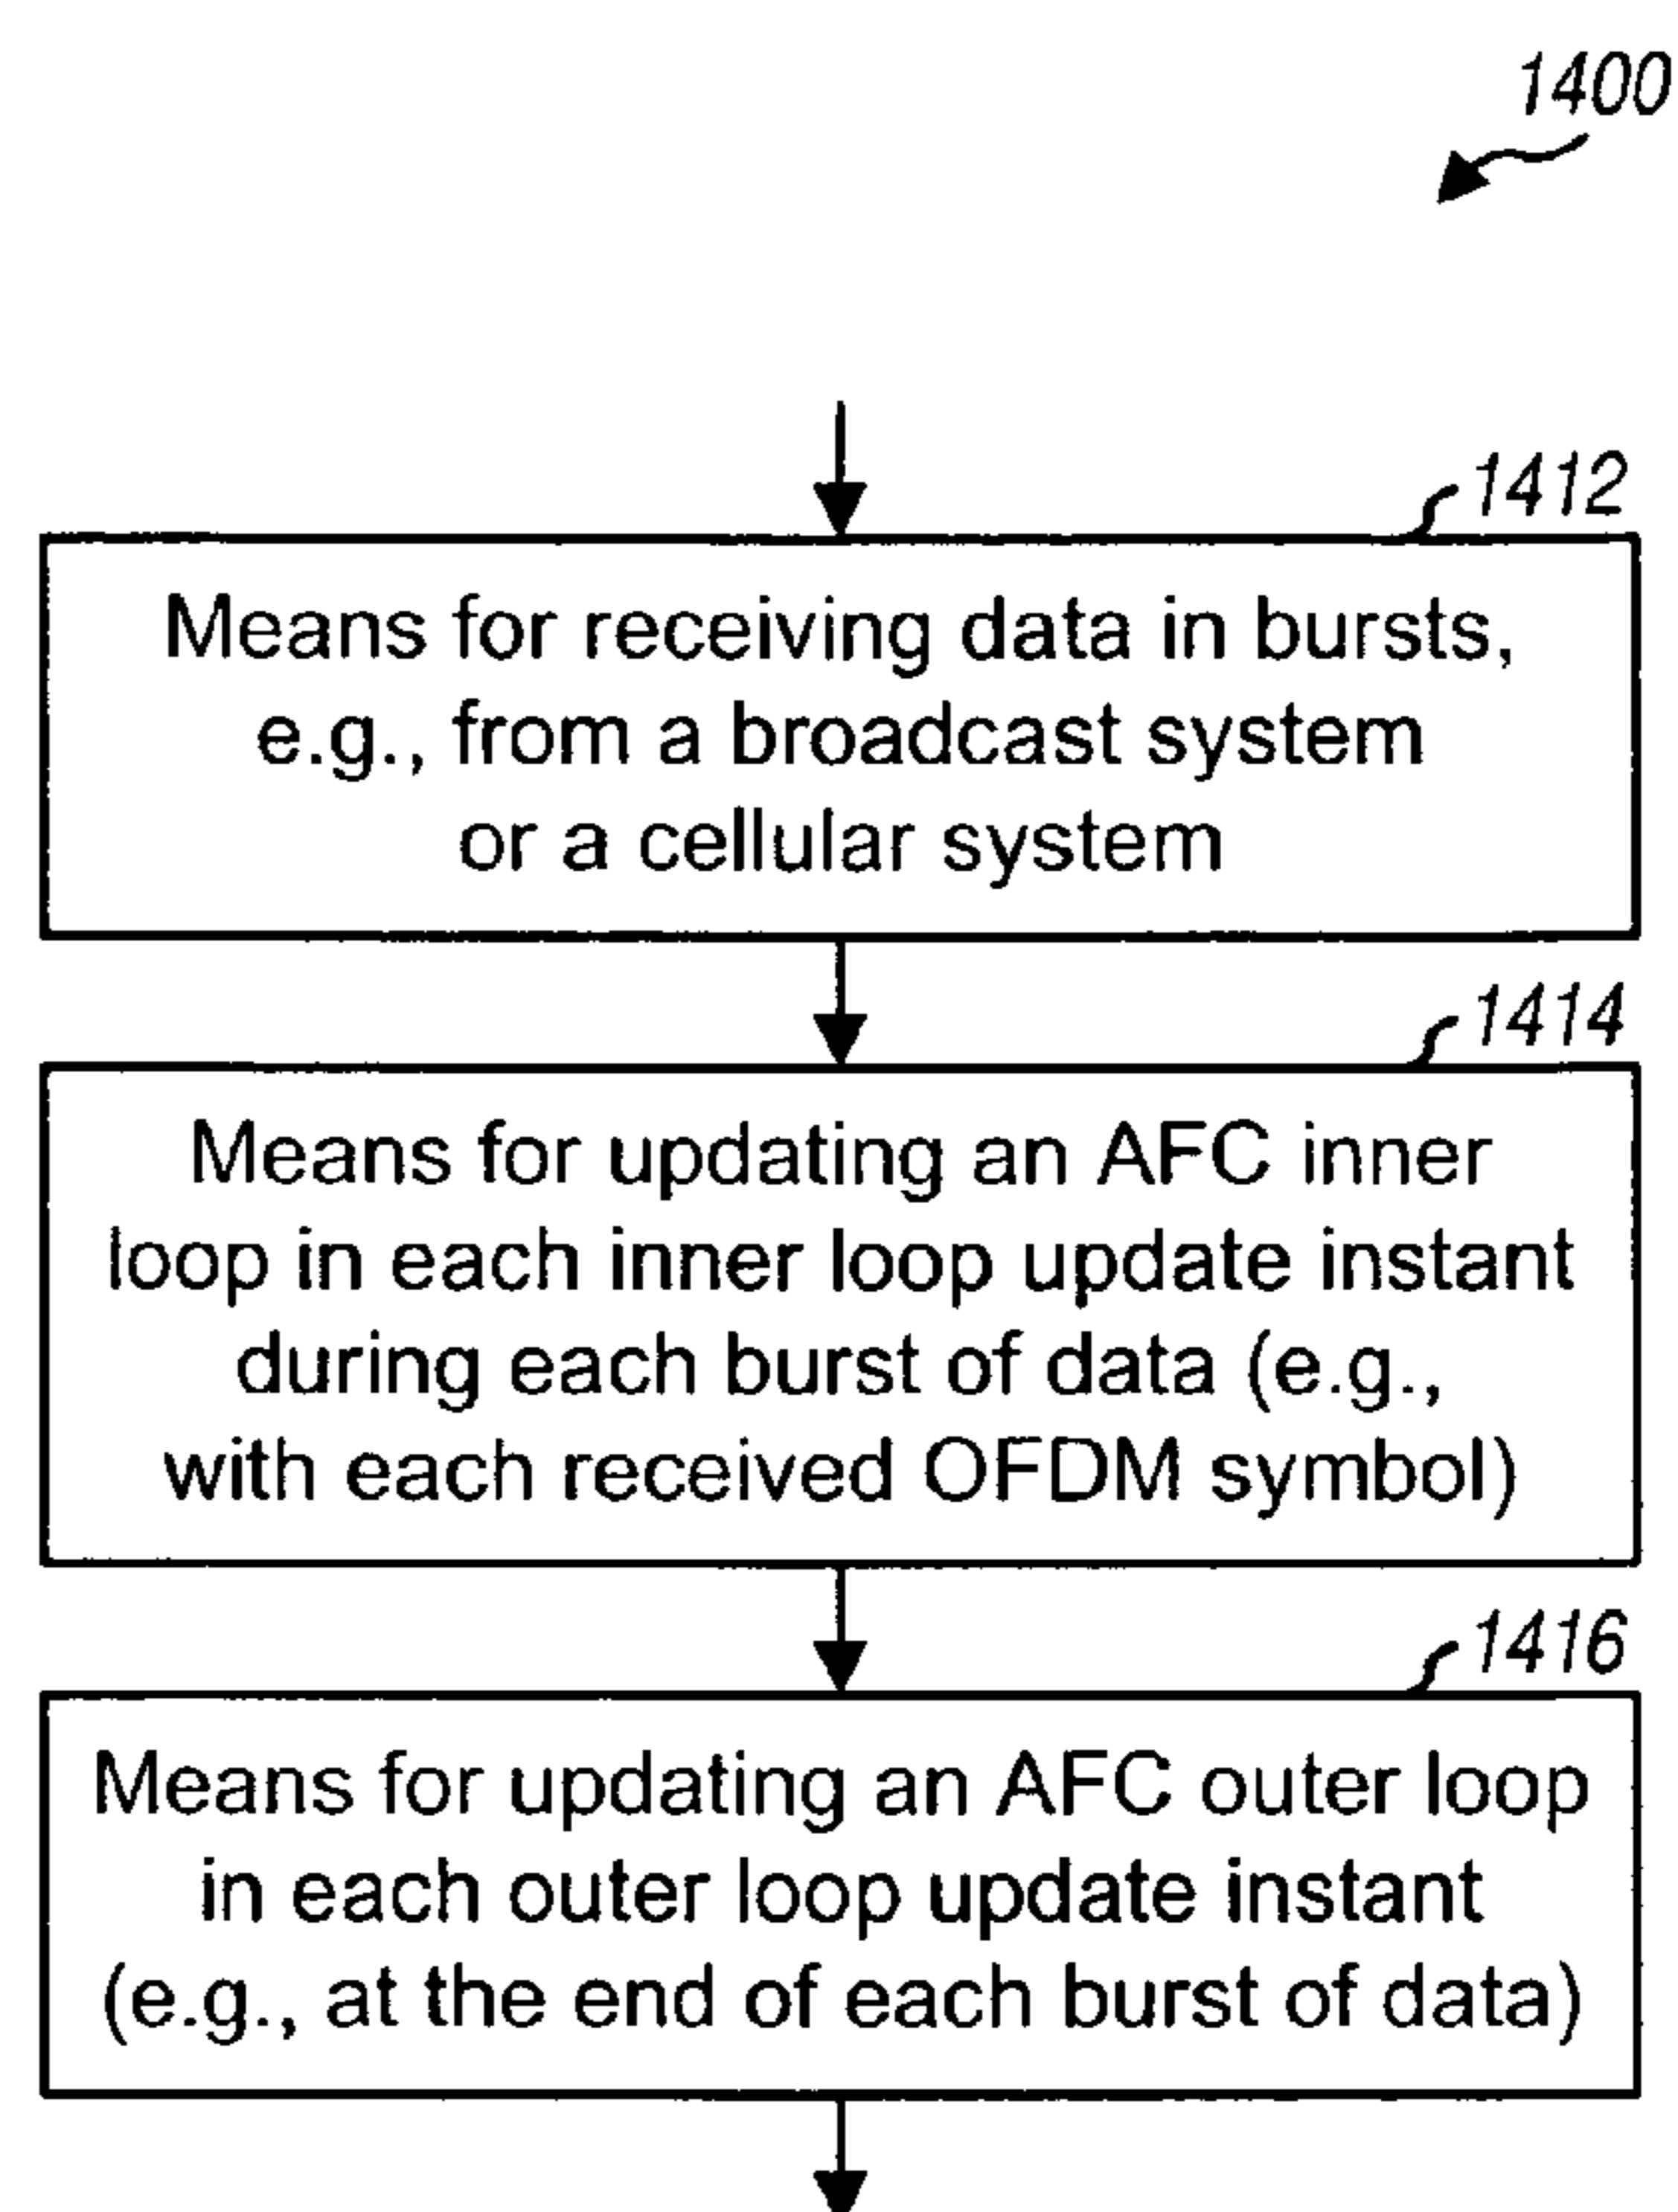 1400
1412
Means for receiving data in bursts,
e.g., from a broadcast system
or a cellular system
1414
Means for updating an AFC inner
loop in each inner loop update instant
during each burst of data (e.g.,
with each received OFDM symbol)
1416
Means for updating an AFC outer loop
in each outer loop update instant
(e.g., at the end of each burst of data)